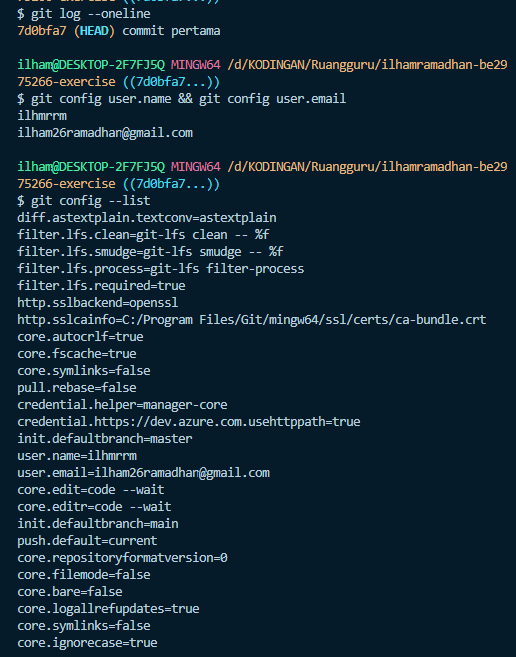 $ git log --oneline
7d0bfa7 (HEAD) commit pertama
ilham@DESKTOP-2F7FJ5Q MINGW64 /d/KODINGAN/Ruangguru/ilhamramadhan-be29
75266-exercise ((7d0bfa7...))
$ git config user.name && git config user.email
ilhmrrm
ilham26ramadhan@gmail.com
ilham@DESKTOP-2F7FJ5Q MINGW64 /d/KODINGAN/Ruangguru/ilhamramadhan-be29
75266-exercise ((7d0bfa7...))
$ git config --list
diff.astextplain.textconv=astextplain
filter.lfs.clean=git-lfs clean -- %f
filter.lfs.smudge=git-lfs smudge -- %f
filter.lfs.process=git-lfs filter-process
filter.lfs.required=true
http.sslbackend=openssl
http.sslcainfo=C:/Program Files/Git/mingw64/ssl/certs/ca-bundle.crt
core.autocrlf=true
core.fscache=true
core.symlinks=false
pull.rebase=false
credential.helper=manager-core
credential.https://dev.azure.com.usehttppath=true
init.defaultbranch=master
user.name=ilhmrrm
user.email=ilham26ramadhan@gmail.com
core.edit=code --wait
core.editr=code --wait
init.defaultbranch=main
push.default=current
core.repositoryformatversion=0
core.filemode=false
core.bare=false
core.logallrefupdates=true
core.symlinks=false
core.ignorecase=true